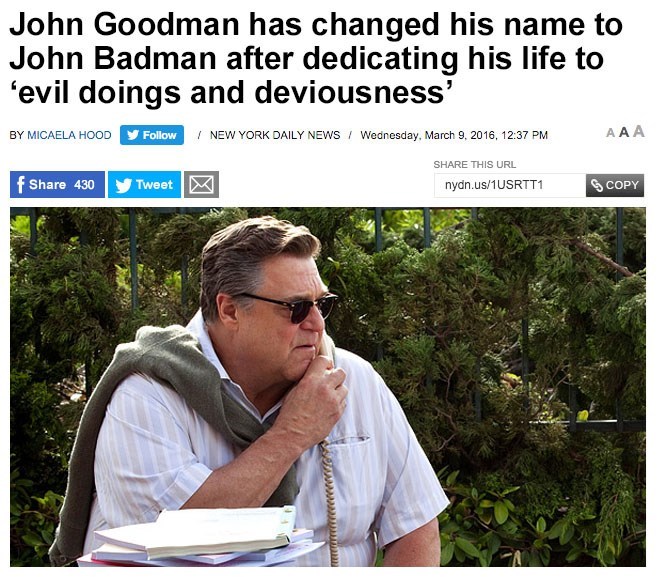 John Goodman has changed his name to
John Badman after dedicating his life to
‘evil doings and deviousness’
BY MICAELA HOOD Follow / NEW YORK DAILY NEWS / Wednesday, March 9, 2016, 12:37 PM A A A
SHARE THIS URL
f Share 430 Tweet nydn.us/1USRTT1 COPY